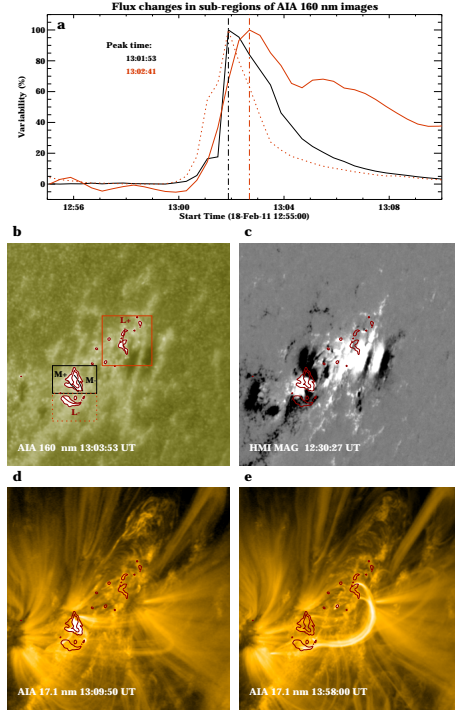 Flux changes in sub-regions of AIA 160 nm images
a
Peak time:
13:01:53
13:02:41
Variability (%)
100
80
60
40
20
0
12:56
13:00
13:04
13:08
Start Time (18-Feb-11 12:55:00)
b
c
L+
M+
M-
L-
AIA 160 nm 13:03:53 UT
HMI MAG 12:30:27 UT
d
e
AIA 17.1 nm 13:09:50 UT
AIA 17.1 nm 13:58:00 UT